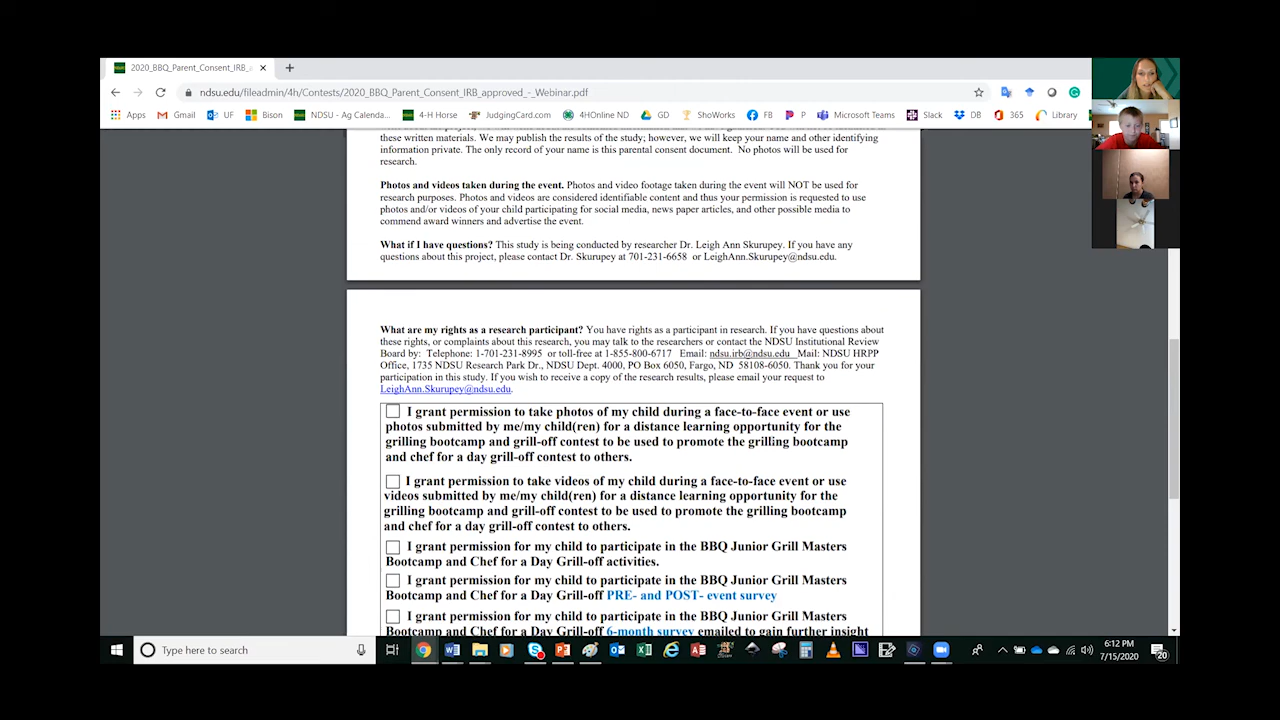 2020_BBQ_Parent_Consent_IRB_a
ndsu.edu/fileadmin/4h/Contests/2020_BBQ_Parent_Consent_IRB_approved_-_Webinar.pdf
Apps Gmail UF Bison NDSU - Ag Calenda... 4-H Horse JudgingCard.com 4HOnline ND GD ShoWorks FB P Microsoft Teams Slack DB 365 Library
these written materials. We may publish the results of the study; however, we will keep your name and other identifying
information private. The only record of your name is this parental consent document. No photos will be used for
research.
Photos and videos taken during the event. Photos and video footage taken during the event will NOT be used for
research purposes. Photos and videos are considered identifiable content and thus your permission is requested to use
photos and/or videos of your child participating for social media, news paper articles, and other possible media to
commend award winners and advertise the event.
What if I have questions? This study is being conducted by researcher Dr. Leigh Ann Skurupey. If you have any
questions about this project, please contact Dr. Skurupey at 701-231-6658 or LeighAnn.Skurupey@ndsu.edu.
What are my rights as a research participant? You have rights as a participant in research. If you have questions about
these rights, or complaints about this research, you may talk to the researchers or contact the NDSU Institutional Review
Board by: Telephone: 1-701-231-8995 or toll-free at 1-855-800-6717 Email: ndsu.irb@ndsu.edu Mail: NDSU HRPP
Office, 1735 NDSU Research Park Dr., NDSU Dept. 4000, PO Box 6050, Fargo, ND 58108-6050. Thank you for your
participation in this study. If you wish to receive a copy of the research results, please email your request to
LeighAnn.Skurupey@ndsu.edu.
I grant permission to take photos of my child during a face-to-face event or use
photos submitted by me/my child(ren) for a distance learning opportunity for the
grilling bootcamp and grill-off contest to be used to promote the grilling bootcamp
and chef for a day grill-off contest to others.
I grant permission to take videos of my child during a face-to-face event or use
videos submitted by me/my child(ren) for a distance learning opportunity for the
grilling bootcamp and grill-off contest to be used to promote the grilling bootcamp
and chef for a day grill-off contest to others.
I grant permission for my child to participate in the BBQ Junior Grill Masters
Bootcamp and Chef for a Day Grill-off activities.
I grant permission for my child to participate in the BBQ Junior Grill Masters
Bootcamp and Chef for a Day Grill-off PRE- and POST- event survey
I grant permission for my child to participate in the BBQ Junior Grill Masters
Bootcamp and Chef for a Day Grill-off 6-month survey emailed to gain further insight
Type here to search
6:12 PM
7/15/2020
20